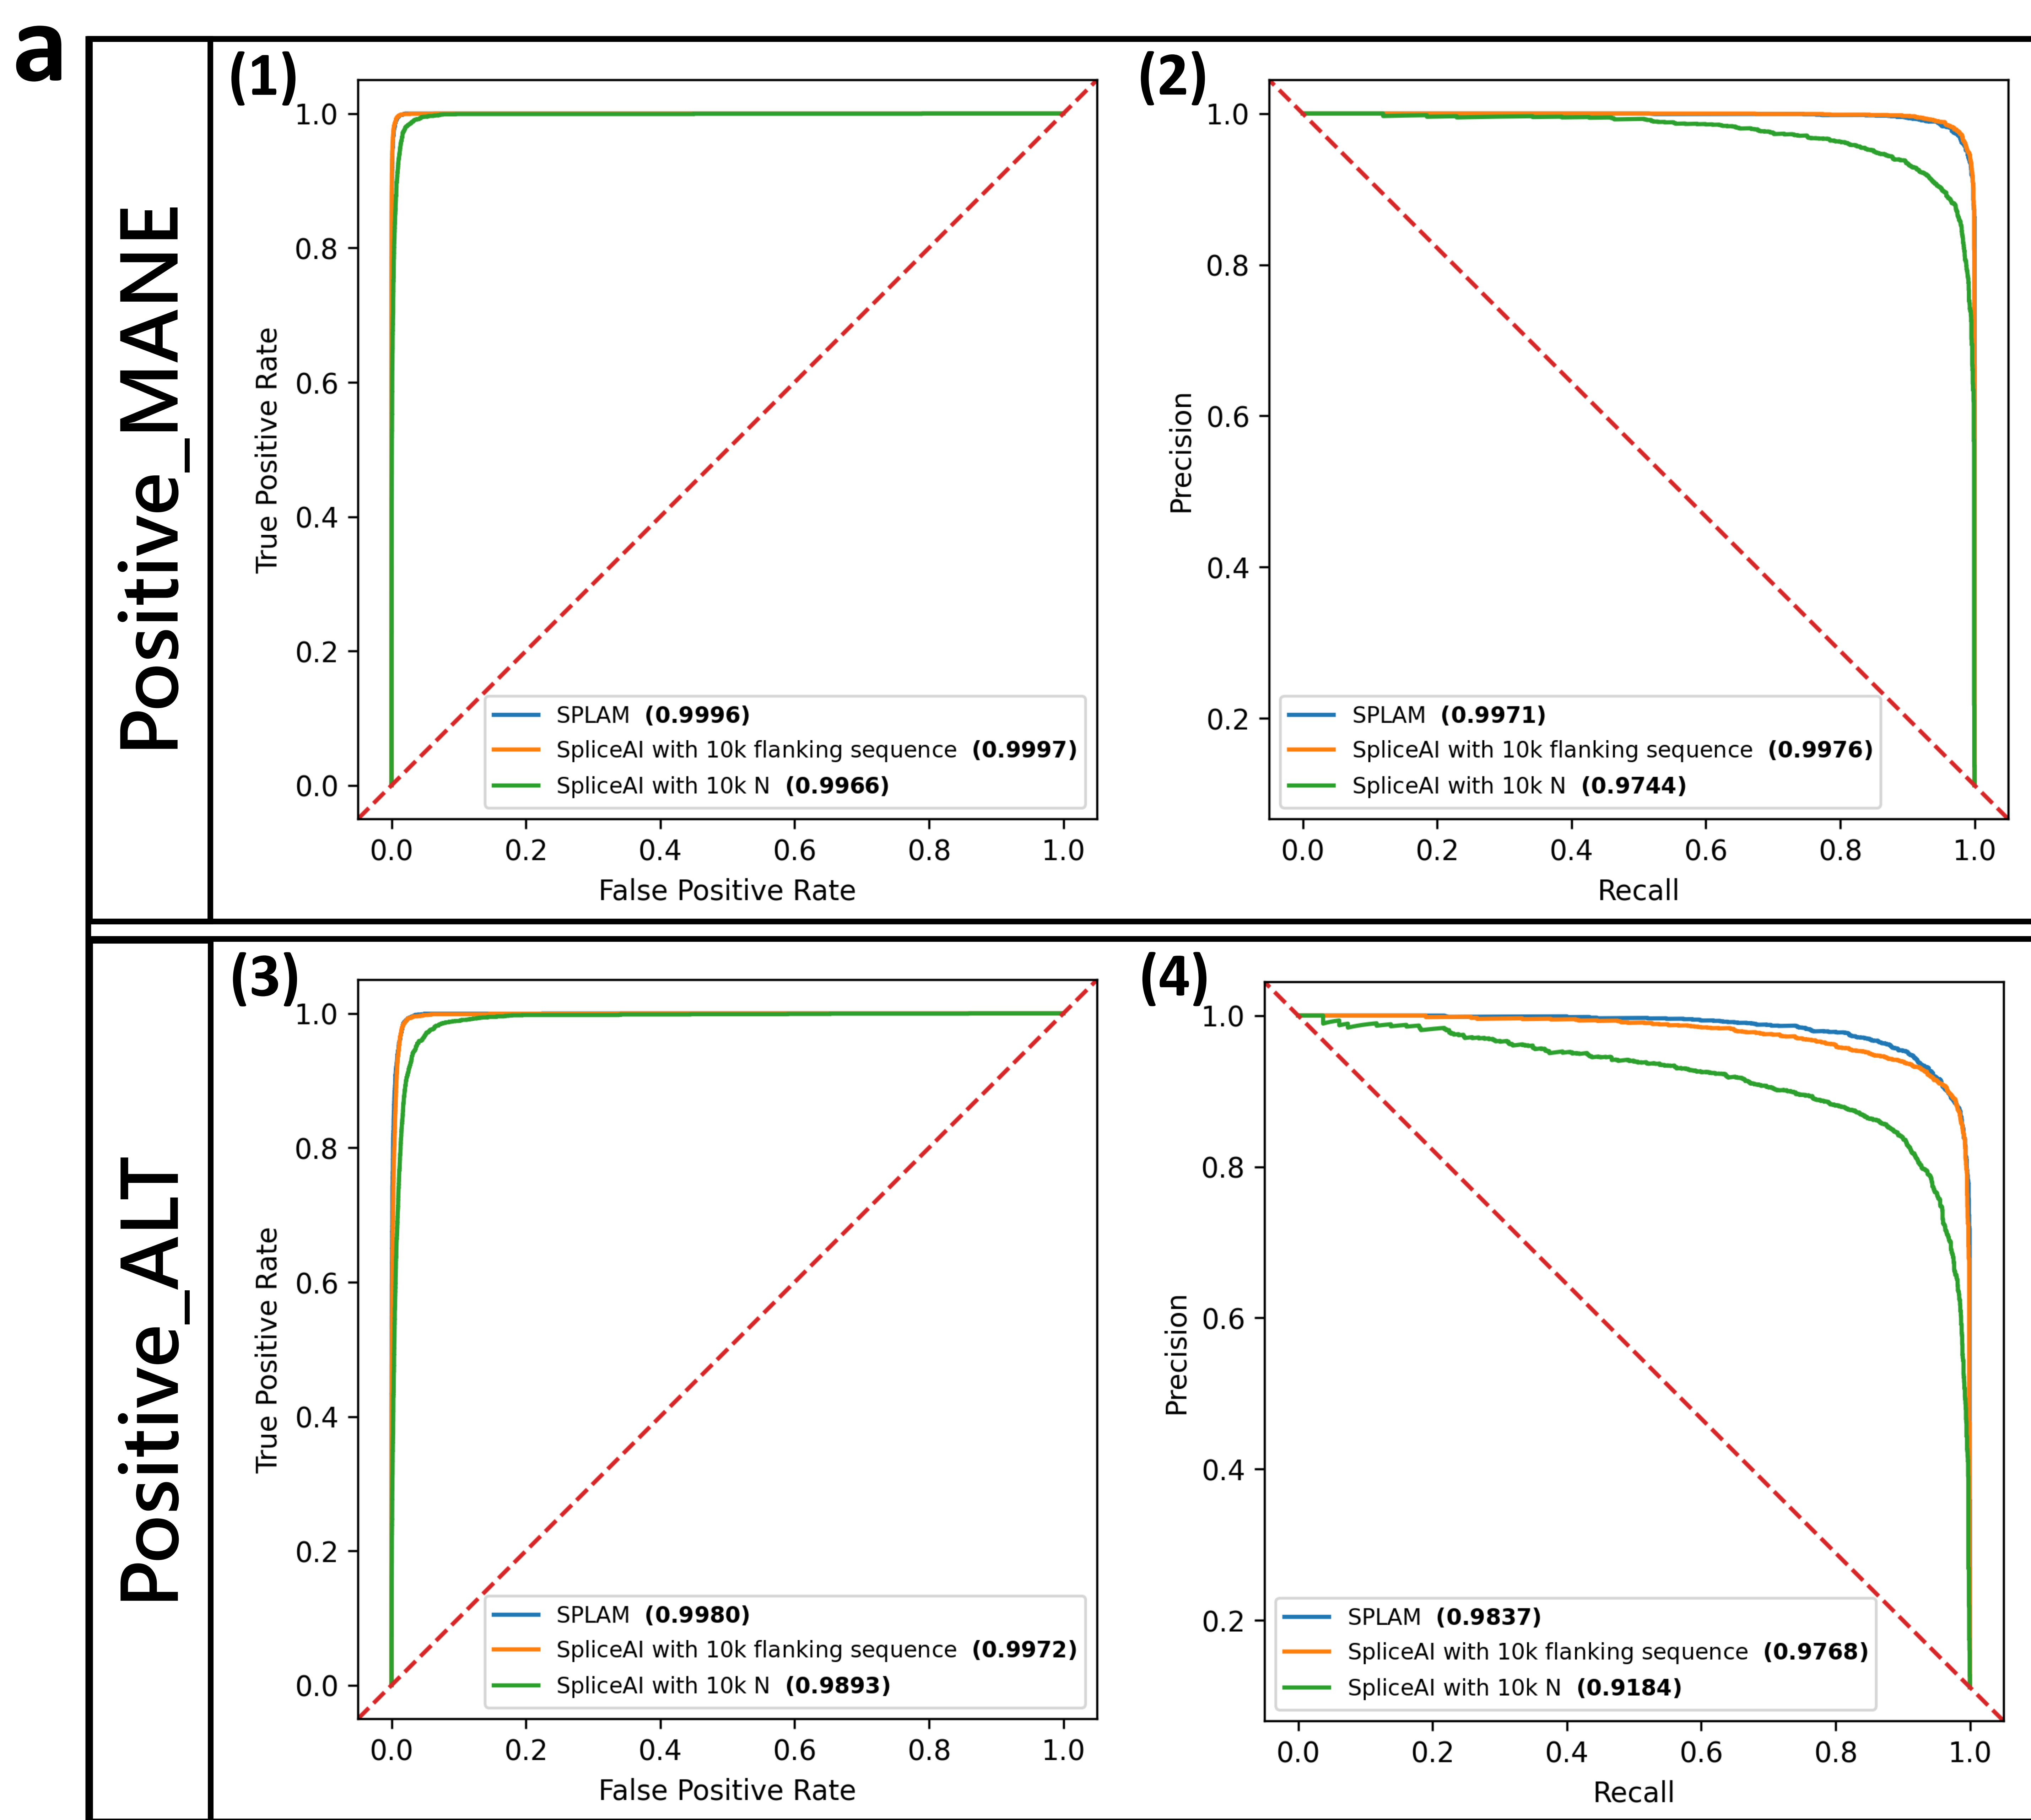 a
Positive_MANE
(1)
1.0
0.8
0.6
0.4
0.2
0.0
True Positive Rate
SPLAM (0.9996)
SpliceAI with 10k flanking sequence (0.9997)
SpliceAI with 10k N (0.9966)
0.0 0.2 0.4 0.6 0.8 1.0
False Positive Rate
(2)
1.0
0.8
0.6
0.4
0.2
Precision
SPLAM (0.9971)
SpliceAI with 10k flanking sequence (0.9976)
SpliceAI with 10k N (0.9744)
0.0 0.2 0.4 0.6 0.8 1.0
Recall
Positive_ALT
(3)
1.0
0.8
0.6
0.4
0.2
0.0
True Positive Rate
SPLAM (0.9980)
SpliceAI with 10k flanking sequence (0.9972)
SpliceAI with 10k N (0.9893)
0.0 0.2 0.4 0.6 0.8 1.0
False Positive Rate
(4)
1.0
0.8
0.6
0.4
0.2
Precision
SPLAM (0.9837)
SpliceAI with 10k flanking sequence (0.9768)
SpliceAI with 10k N (0.9184)
0.0 0.2 0.4 0.6 0.8 1.0
Recall